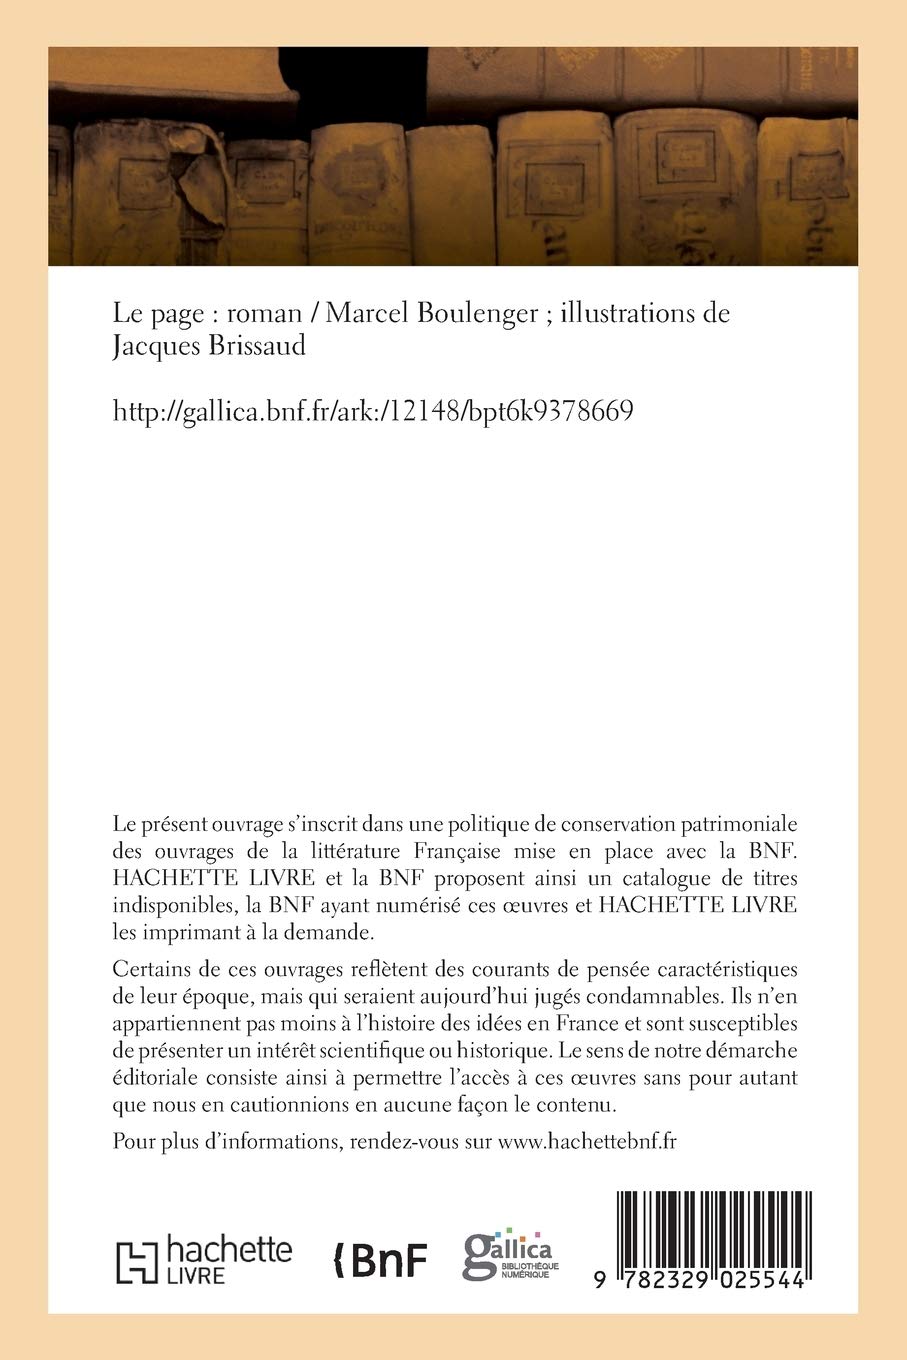 Le page : roman / Marcel Boulenger ; illustrations de
Jacques Brissaud
http://gallica.bnf.fr/ark:/12148/bpt6k9378669
Le présent ouvrage s’inscrit dans une politique de conservation patrimoniale
des ouvrages de la littérature Française mise en place avec la BNF.
HACHETTE LIVRE et la BNF proposent ainsi un catalogue de titres
indisponibles, la BNF ayant numérisé ces œuvres et HACHETTE LIVRE
les imprimant à la demande.
Certains de ces ouvrages reflètent des courants de pensée caractéristiques
de leur époque, mais qui seraient aujourd’hui jugés condamnables. Ils n’en
appartiennent pas moins à l’histoire des idées en France et sont susceptibles
de présenter un intérêt scientifique ou historique. Le sens de notre démarche
éditoriale consiste ainsi à permettre l’accès à ces œuvres sans pour autant
que nous en cautionnions en aucune façon le contenu.
Pour plus d’informations, rendez-vous sur www.hachettebnf.fr
hachette
LIVRE
BnF
gallica
BIBLIOTHÈQUE
NUMÉRIQUE
9 782329 025544